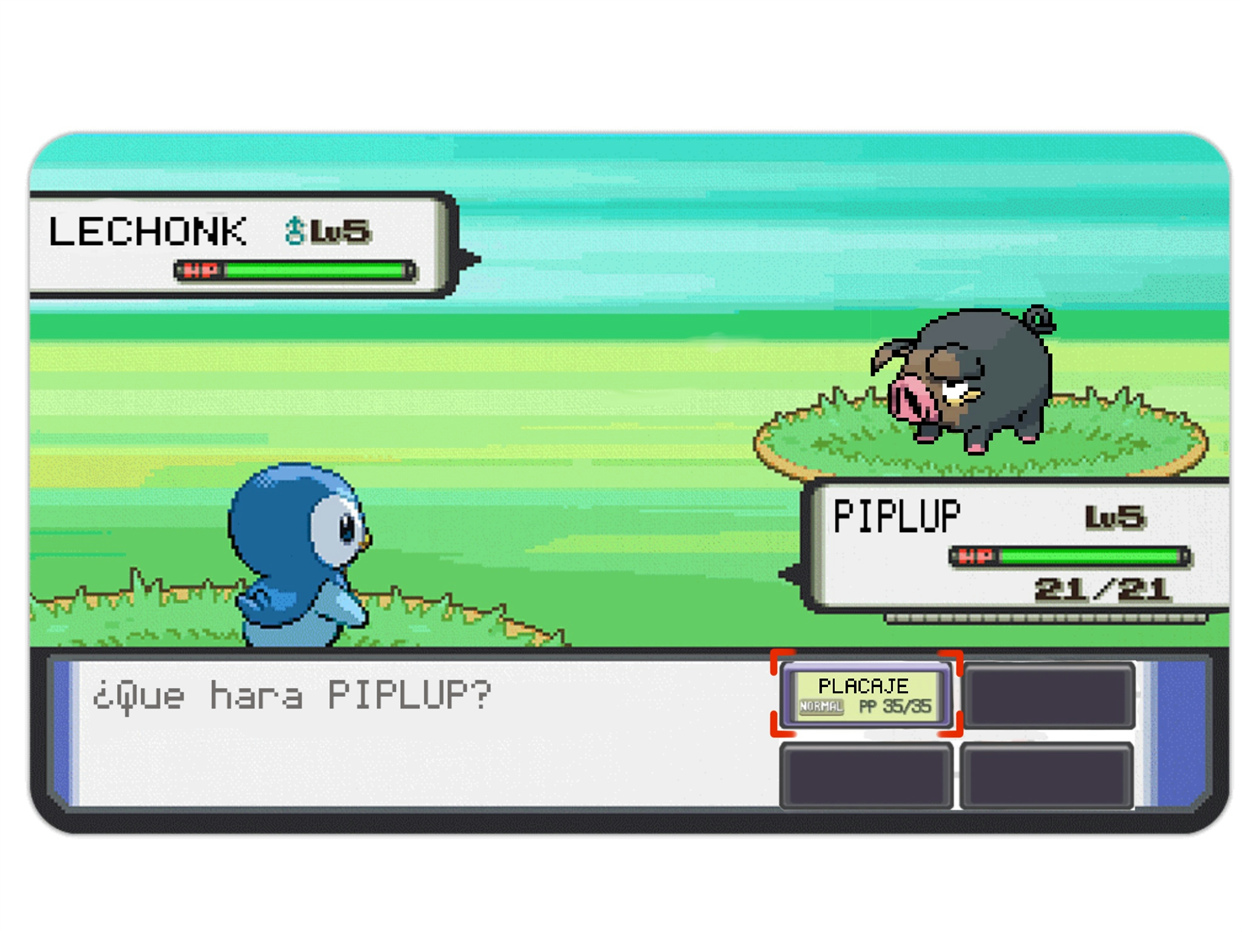 LECHONK ♂Lv5
HP
PIPLUP Lv5
HP
21/21
¿Que hara PIPLUP?
PLACAJE
NORMAL PP 35/35